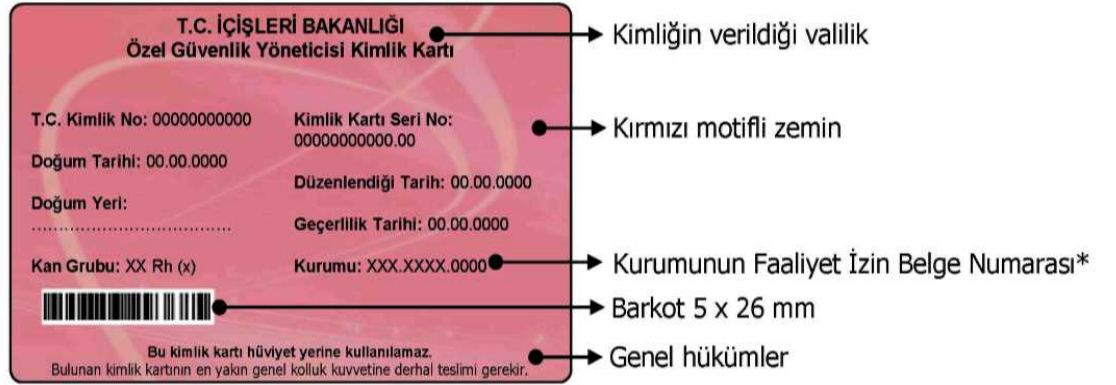 T.C. İÇİŞLERİ BAKANLIĞI
Özel Güvenlik Yöneticisi Kimlik Kartı
Kimliğin verildiği valilik
T.C. Kimlik No: 00000000000
Kimlik Kartı Seri No:
00000000000.00
Kırmızı motifli zemin
Doğum Tarihi: 00.00.0000
Düzenlendiği Tarih: 00.00.0000
Doğum Yeri:
....................................
Geçerlilik Tarihi: 00.00.0000
Kan Grubu: XX Rh (x)
Kurumu: XXX.XXXX.0000
Kurumunun Faaliyet İzin Belge Numarası*
Barkot 5 x 26 mm
Bu kimlik kartı hüviyet yerine kullanılamaz.
Bulunan kimlik kartının en yakın genel kolluk kuvvetine derhal teslimi gerekir.
Genel hükümler